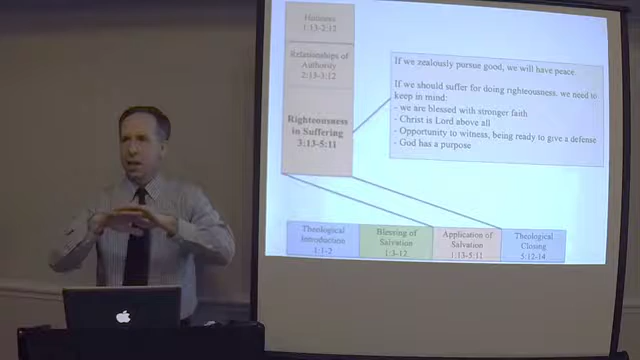 Holiness
1:13-2:12
Relationships of
Authority
2:13-3:12
Righteousness
in Suffering
3:13-5:11
If we zealously pursue good, we will have peace.
If we should suffer for doing righteousness, we need to
keep in mind:
- we are blessed with stronger faith
- Christ is Lord above all
- Opportunity to witness, being ready to give a defense
- God has a purpose
Theological
Introduction
1:1-2
Blessing of
Salvation
1:3-12
Application of
Salvation
1:13-5:11
Theological
Closing
5:12-14